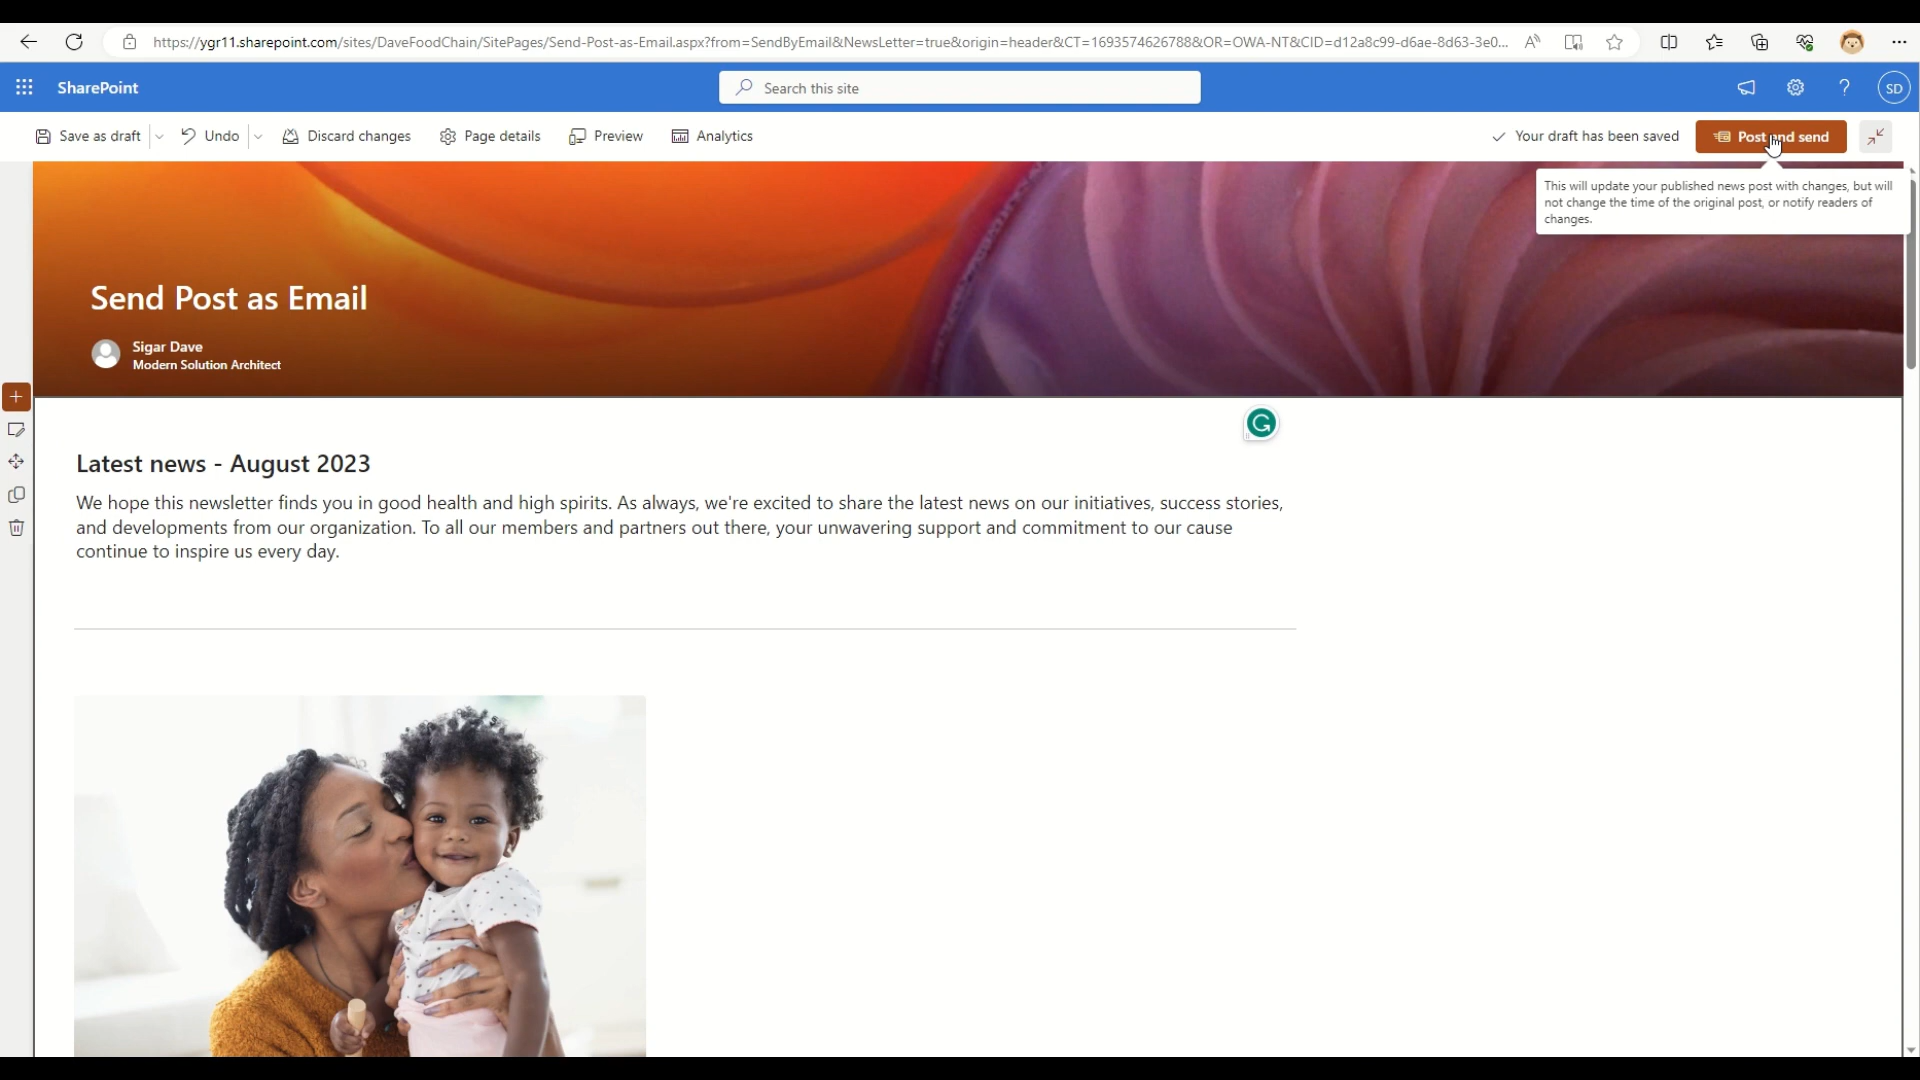 https://ygr11.sharepoint.com/sites/DaveFoodChain/SitePages/Send-Post-as-Email.aspx?from=SendByEmail&NewsLetter=true&origin=header&CT=1693574626788&OR=OWA-NT&CID=d12a8c99-d6ae-8d63-3e0...
SharePoint
Search this site
SD
Save as draft
Undo
Discard changes
Page details
Preview
Analytics
Your draft has been saved
Post and send
This will update your published news post with changes, but will
not change the time of the original post, or notify readers of
changes.
Send Post as Email
Sigar Dave
Modern Solution Architect
Latest news - August 2023
We hope this newsletter finds you in good health and high spirits. As always, we're excited to share the latest news on our initiatives, success stories,
and developments from our organization. To all our members and partners out there, your unwavering support and commitment to our cause
continue to inspire us every day.